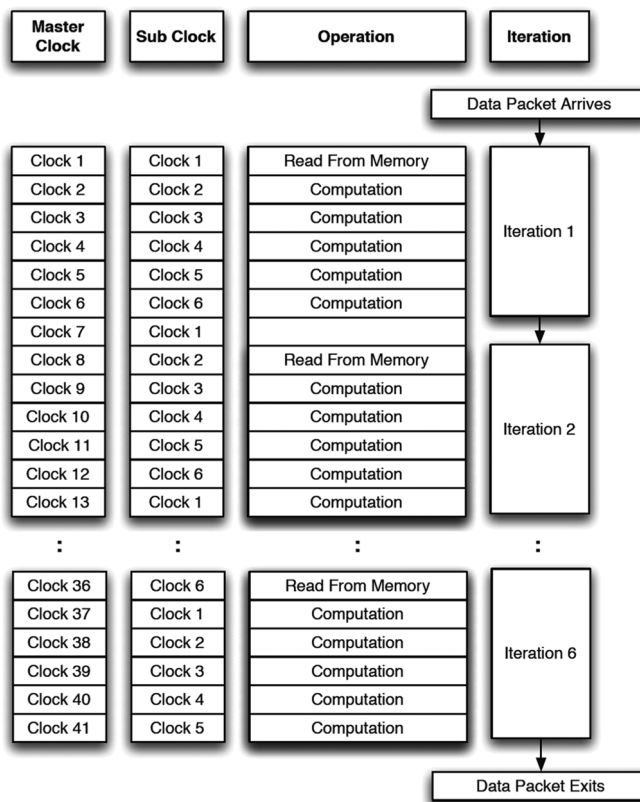 Master Clock Sub Clock Operation Iteration
Data Packet Arrives
Clock 1 Clock 1 Read From Memory
Clock 2 Clock 2 Computation
Clock 3 Clock 3 Computation
Clock 4 Clock 4 Computation Iteration 1
Clock 5 Clock 5 Computation
Clock 6 Clock 6 Computation
Clock 7 Clock 1
Clock 8 Clock 2 Read From Memory
Clock 9 Clock 3 Computation
Clock 10 Clock 4 Computation Iteration 2
Clock 11 Clock 5 Computation
Clock 12 Clock 6 Computation
Clock 13 Clock 1 Computation
: : : :
Clock 36 Clock 6 Read From Memory
Clock 37 Clock 1 Computation
Clock 38 Clock 2 Computation Iteration 6
Clock 39 Clock 3 Computation
Clock 40 Clock 4 Computation
Clock 41 Clock 5 Computation
Data Packet Exits